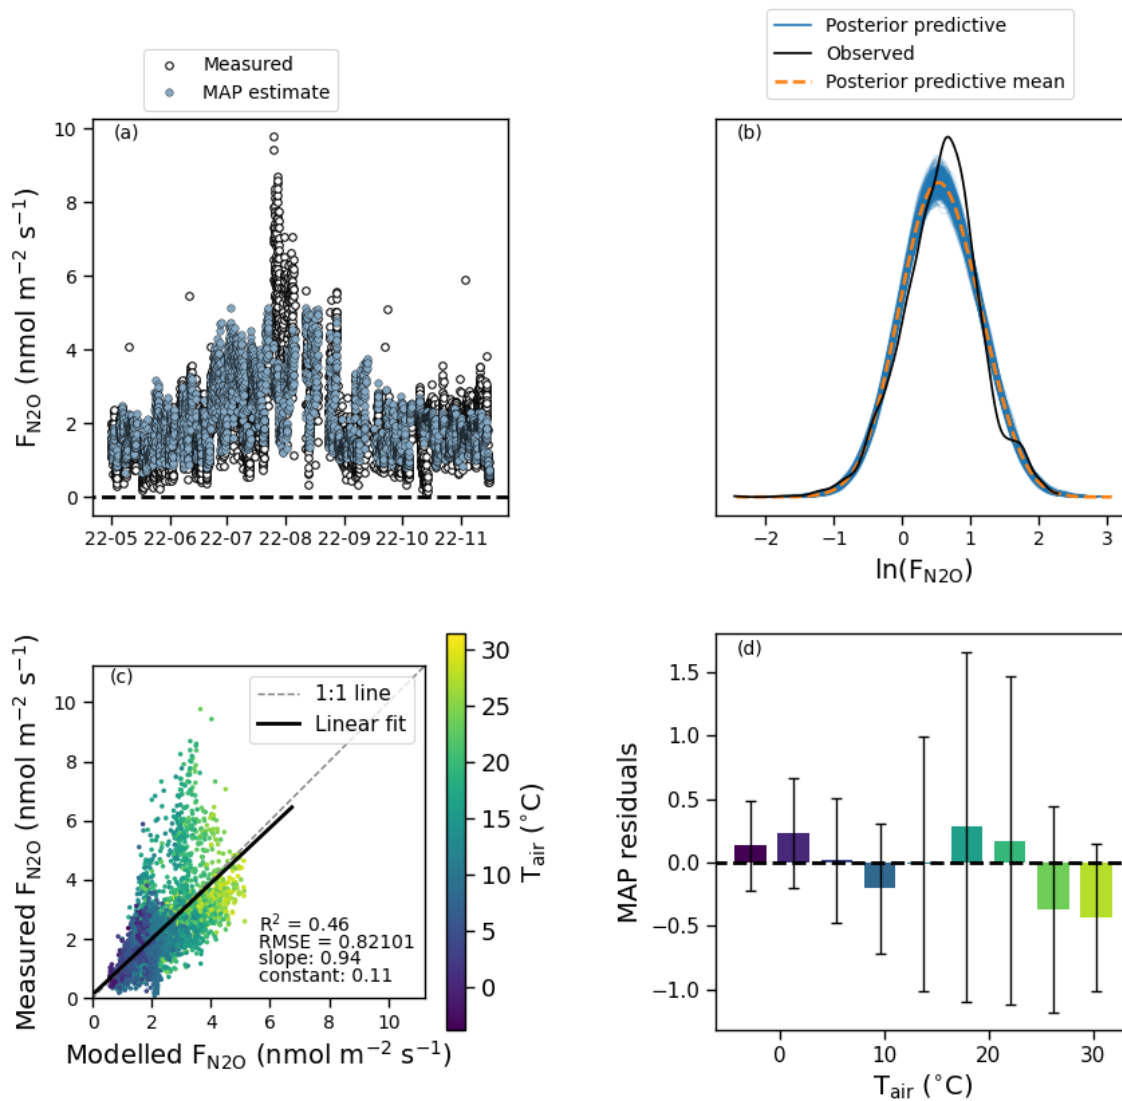 Measured
MAP estimate
(a)
10
8
6
4
2
0
F_N2O (nmol m⁻² s⁻¹)
22-05 22-06 22-07 22-08 22-09 22-10 22-11
Posterior predictive
Observed
Posterior predictive mean
(b)
−2 −1 0 1 2 3
ln(F_N2O)
(c)
1:1 line
Linear fit
10
8
6
4
2
0
Measured F_N2O (nmol m⁻² s⁻¹)
R² = 0.46
RMSE = 0.82101
slope: 0.94
constant: 0.11
0 2 4 6 8 10
Modelled F_N2O (nmol m⁻² s⁻¹)
30
25
20
15
10
5
0
T_air (°C)
(d)
1.5
1.0
0.5
0.0
−0.5
−1.0
MAP residuals
0 10 20 30
T_air (°C)